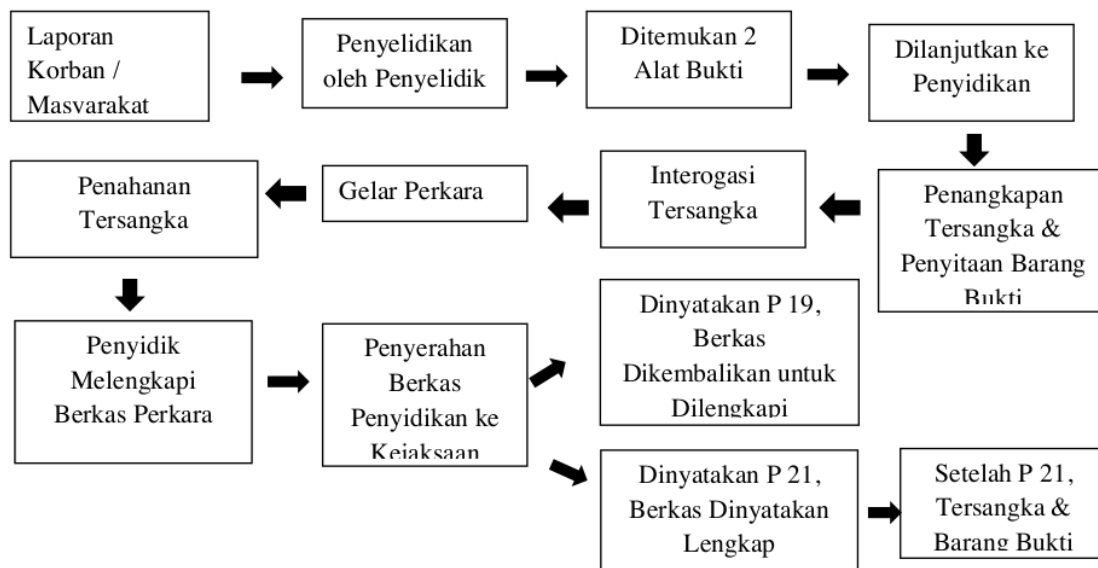 Laporan
Korban /
Masyarakat
Penyelidikan
oleh Penyelidik
Ditemukan 2
Alat Bukti
Dilanjutkan ke
Penyidikan
Penangkapan
Tersangka &
Penyitaan Barang
Bukti
Interogasi
Tersangka
Gelar Perkara
Penahanan
Tersangka
Penyidik
Melengkapi
Berkas Perkara
Penyerahan
Berkas
Penyidikan ke
Kejaksaan
Dinyatakan P 19,
Berkas
Dikembalikan untuk
Dilengkapi
Dinyatakan P 21,
Berkas Dinyatakan
Lengkap
Setelah P 21,
Tersangka &
Barang Bukti